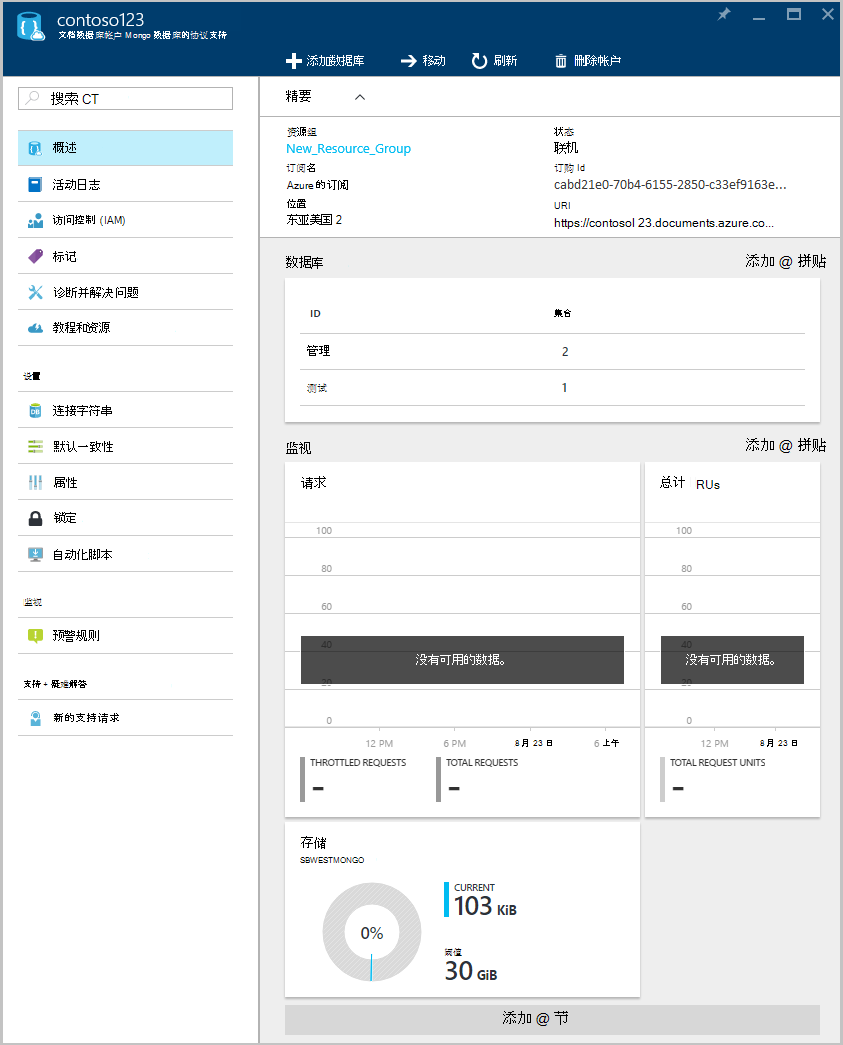 contoso123
文档数据库帐户 Mongo 数据库的协议支持
添加数据库
移动
刷新
删除帐户
搜索 CT
概述
活动日志
访问控制 (IAM)
标记
诊断并解决问题
教程和资源
设置
连接字符串
默认一致性
属性
锁定
自动化脚本
监视
预警规则
支持 + 疑难解答
新的支持请求
精要
资源组
New_Resource_Group
订阅名
Azure 的订阅
位置
东亚美国 2
状态
联机
订购 Id
cabd21e0-70b4-6155-2850-c33ef9163e...
URI
https://contosol 23.documents.azure.co...
数据库
添加 @ 拼贴
ID 集合
管理 2
测试 1
监视
添加 @ 拼贴
请求
100
80
60
40
没有可用的数据。
20
0
12 PM 6 PM 8 月 23 日 6 上午
THROTTLED REQUESTS
–
TOTAL REQUESTS
–
总计 RUs
100
80
60
40
没有可用的数据。
20
0
12 PM 8 月 23 日
TOTAL REQUEST UNITS
–
存储
SBWESTMONGO
0%
CURRENT
103 KiB
阈值
30 GiB
添加 @ 节